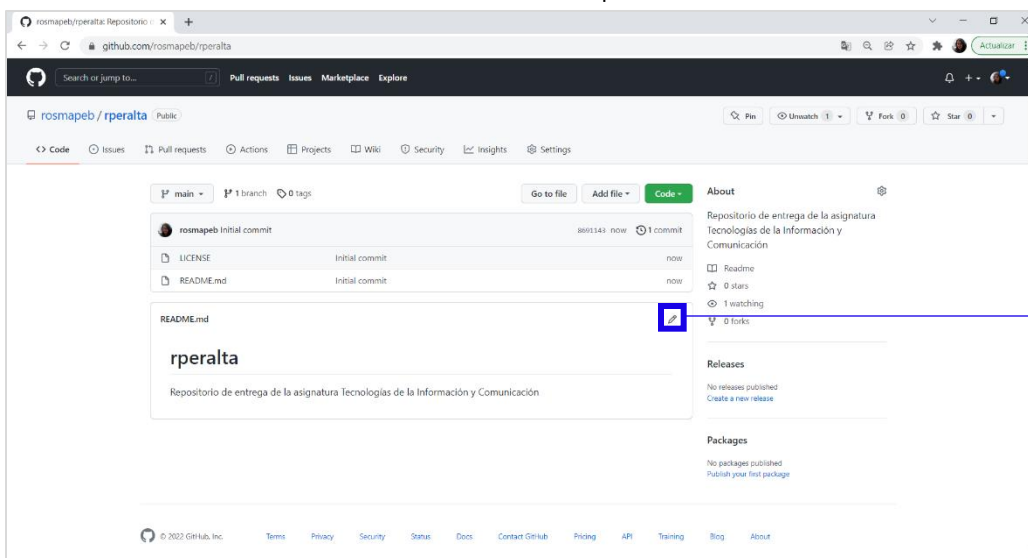 rosmapeb/rperalta: Repositorio
github.com/rosmapeb/rperalta
Actualizar
Search or jump to...
/
Pull requests Issues Marketplace Explore
rosmapeb / rperalta Public
Pin Unwatch 1 Fork 0 Star 0
Code Issues Pull requests Actions Projects Wiki Security Insights Settings
main 1 branch 0 tags Go to file Add file Code
rosmapeb Initial commit 8691143 now 1 commit
LICENSE Initial commit now
README.md Initial commit now
README.md
rperalta
Repositorio de entrega de la asignatura Tecnologías de la Información y Comunicación
About
Repositorio de entrega de la asignatura
Tecnologías de la Información y
Comunicación
Readme
0 stars
1 watching
0 forks
Releases
No releases published
Create a new release
Packages
No packages published
Publish your first package
© 2022 GitHub, Inc. Terms Privacy Security Status Docs Contact GitHub Pricing API Training Blog About